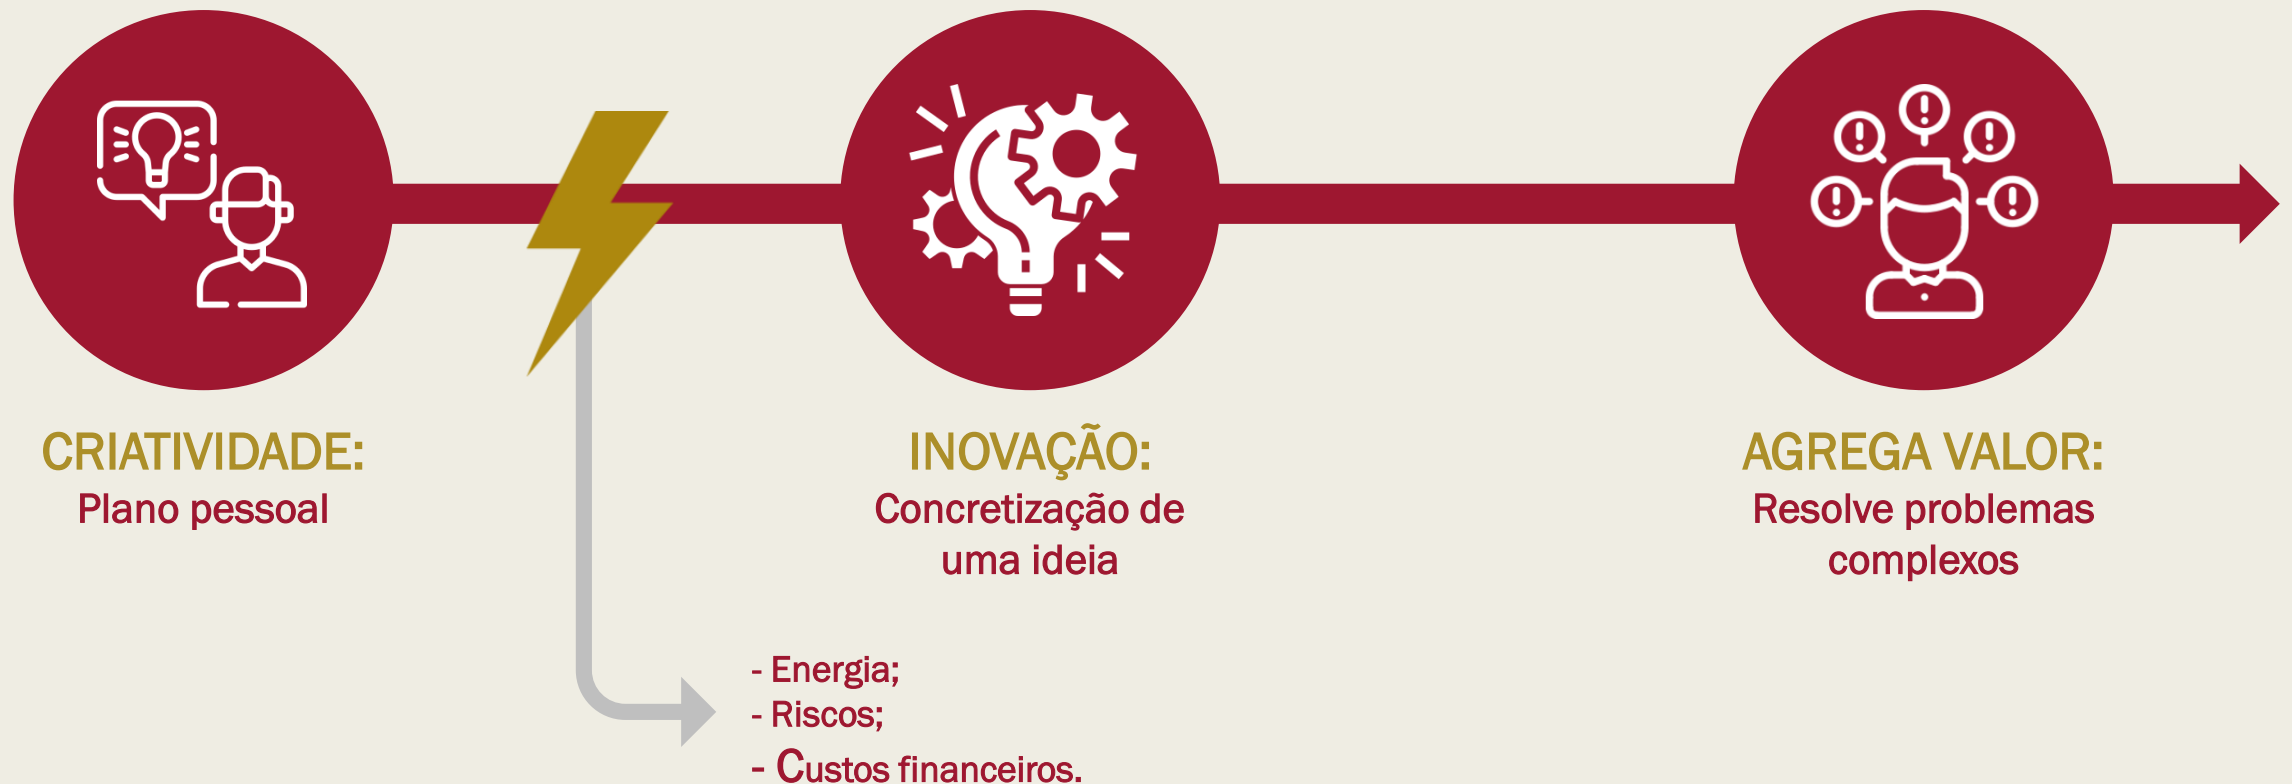 CRIATIVIDADE:
Plano pessoal
INOVAÇÃO:
Concretização de
uma ideia
AGREGA VALOR:
Resolve problemas
complexos
- Energia;
- Riscos;
- Custos financeiros.